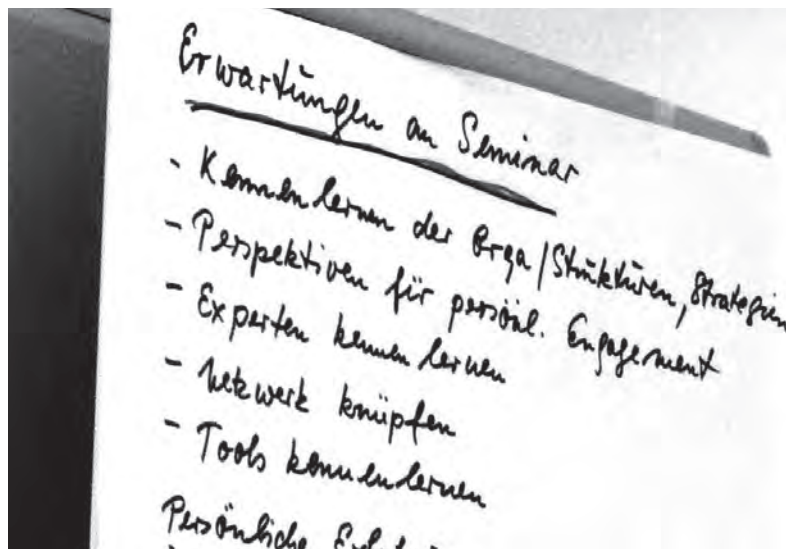 Erwartungen an Seminar
- Kennenlernen der Orga/Strukturen, Strategien
- Perspektiven für persönl. Engagement
- Experten kennen lernen
- Netzwerk knüpfen
- Tools kennenlernen
Persönliche